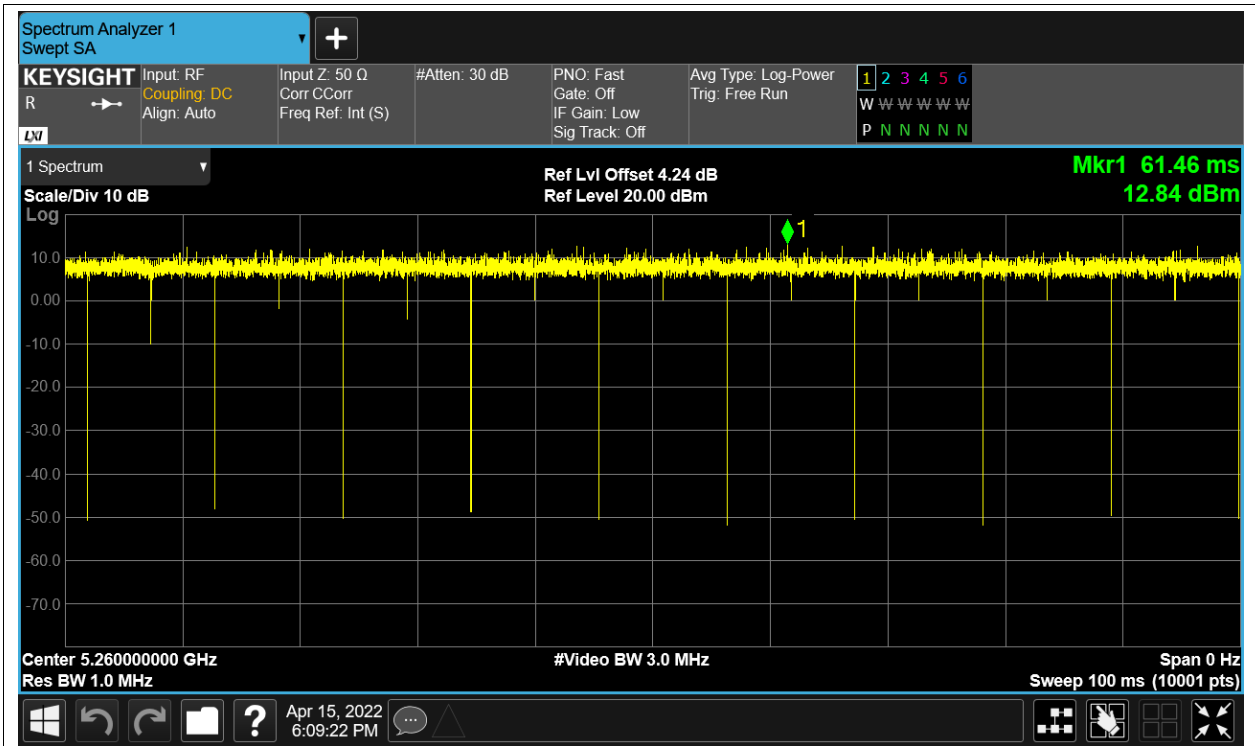 Spectrum Analyzer 1
Swept SA
KEYSIGHT
R
LXI
Input: RF
Coupling: DC
Align: Auto
Input Z: 50 Ω
Corr CCorr
Freq Ref: Int (S)
#Atten: 30 dB
PNO: Fast
Gate: Off
IF Gain: Low
Sig Track: Off
Avg Type: Log-Power
Trig: Free Run
1 2 3 4 5 6
W W W W W W
P N N N N N
1 Spectrum
Scale/Div 10 dB
Log
Ref Lvl Offset 4.24 dB
Ref Level 20.00 dBm
Mkr1 61.46 ms
12.84 dBm
1
10.0
0.00
-10.0
-20.0
-30.0
-40.0
-50.0
-60.0
-70.0
Center 5.260000000 GHz
Res BW 1.0 MHz
#Video BW 3.0 MHz
Span 0 Hz
Sweep 100 ms (10001 pts)
?
Apr 15, 2022
6:09:22 PM